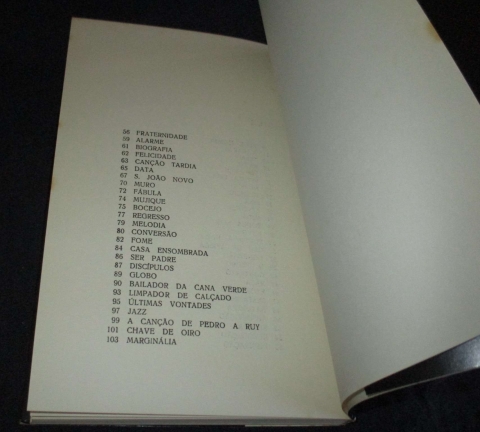 58 FRATERNIDADE
59 ALARME
61 BIOGRAFIA
62 FELICIDADE
63 CANÇÃO TARDIA
65 DATA
67 S. JOÃO NOVO
70 MURO
72 FÁBULA
74 MUJIQUE
75 BOCEJO
77 REGRESSO
79 MELODIA
80 CONVERSÃO
82 FOME
84 CASA ENSOMBRADA
86 SER PADRE
87 DISCÍPULOS
89 GLOBO
90 BAILADOR DA CANA VERDE
93 LIMPADOR DE CALÇADO
95 ÚLTIMAS VONTADES
97 JAZZ
99 A CANÇÃO DE PEDRO A RUY
101 CHAVE DE OIRO
103 MARGINÁLIA